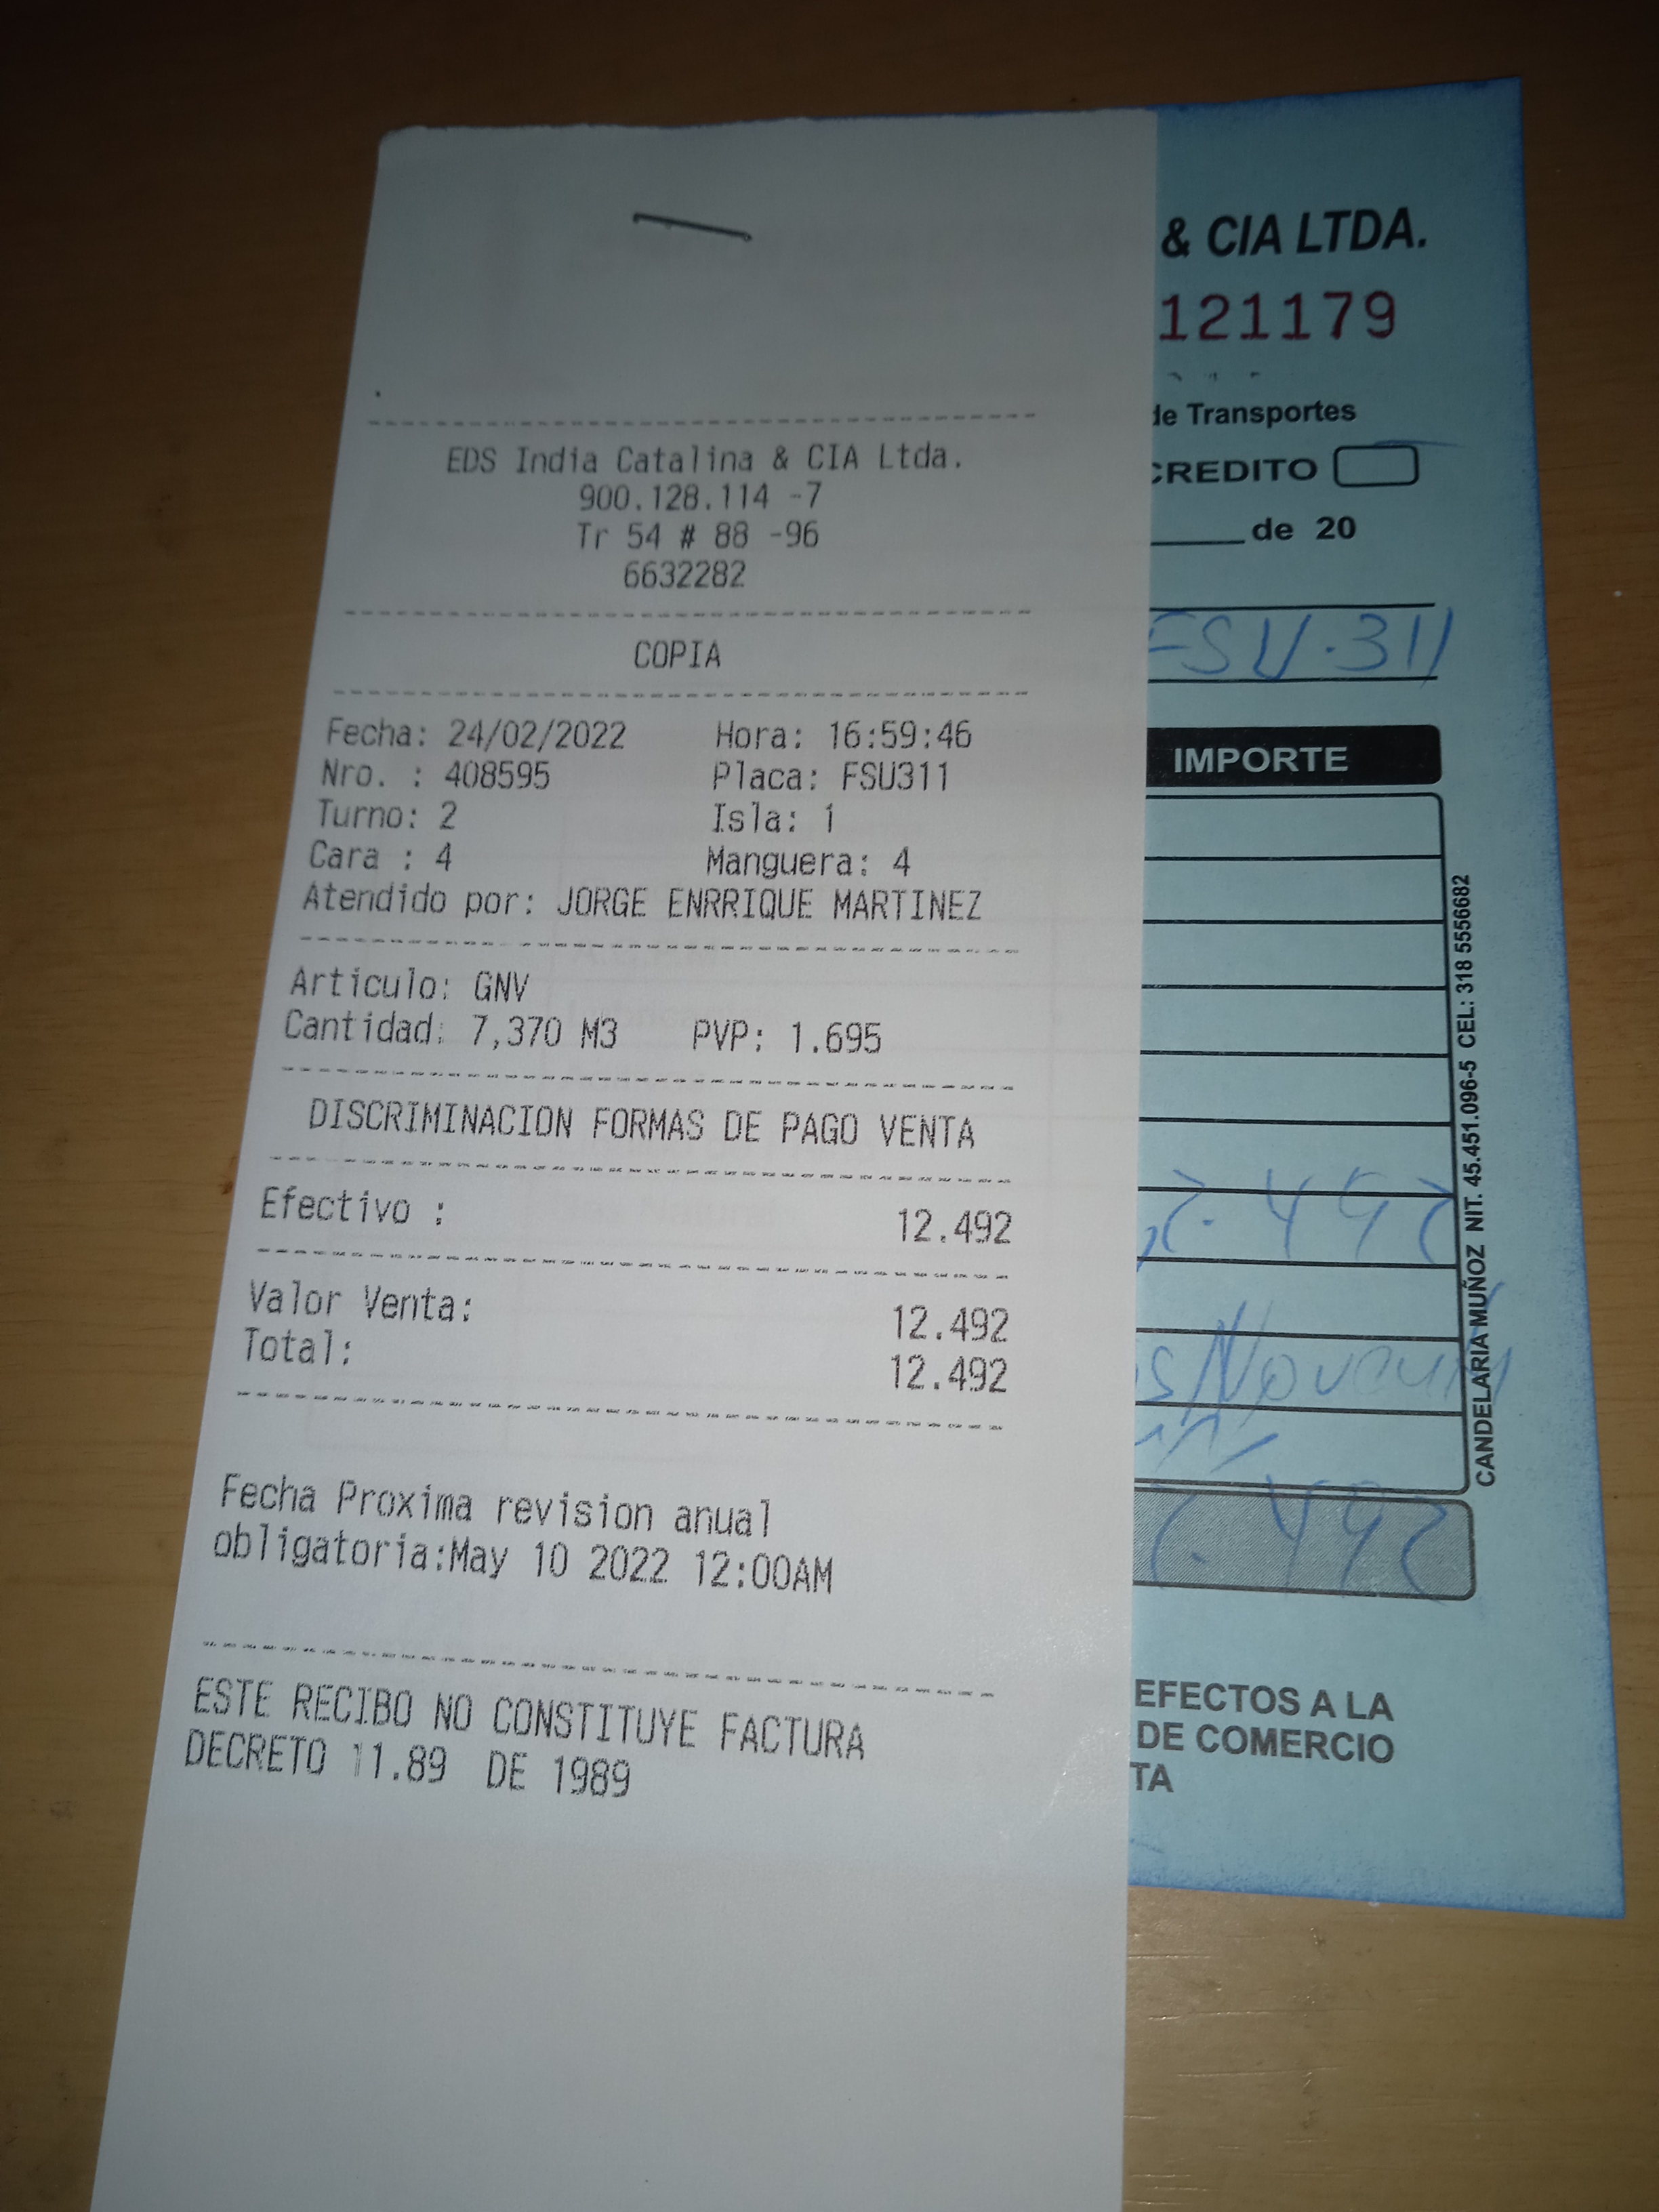 EDS India Catalina & CIA Ltda.
900.128.114 -7
Tr 54 # 88 -96
6632282
COPIA
Fecha: 24/02/2022 Hora: 16:59:46
Nro. : 408595 Placa: FSU311
Turno: 2 Isla: 1
Cara : 4 Manguera: 4
Atendido por: JORGE ENRRIQUE MARTINEZ
Articulo: GNV
Cantidad: 7,370 M3 PVP: 1.695
DISCRIMINACION FORMAS DE PAGO VENTA
Efectivo : 12.492
Valor Venta: 12.492
Total: 12.492
Fecha Proxima revision anual
obligatoria:May 10 2022 12:00AM
ESTE RECIBO NO CONSTITUYE FACTURA
DECRETO 11.89 DE 1989
& CIA LTDA.
121179
de Transportes
CREDITO
de 20
FSU·311
IMPORTE
2.492
2.492
EFECTOS A LA
DE COMERCIO
TA
CANDELARIA MUÑOZ NIT. 45.451.096-5 CEL: 318 5556682